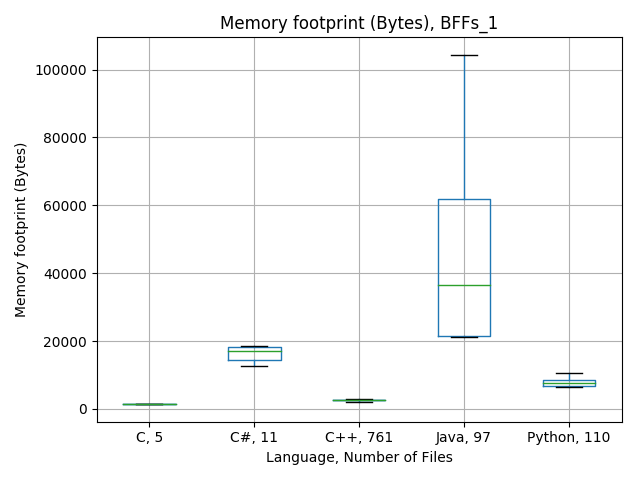 Memory footprint (Bytes), BFFs_1
Memory footprint (Bytes)
100000
80000
60000
40000
20000
0
C, 5
C#, 11
C++, 761
Java, 97
Python, 110
Language, Number of Files